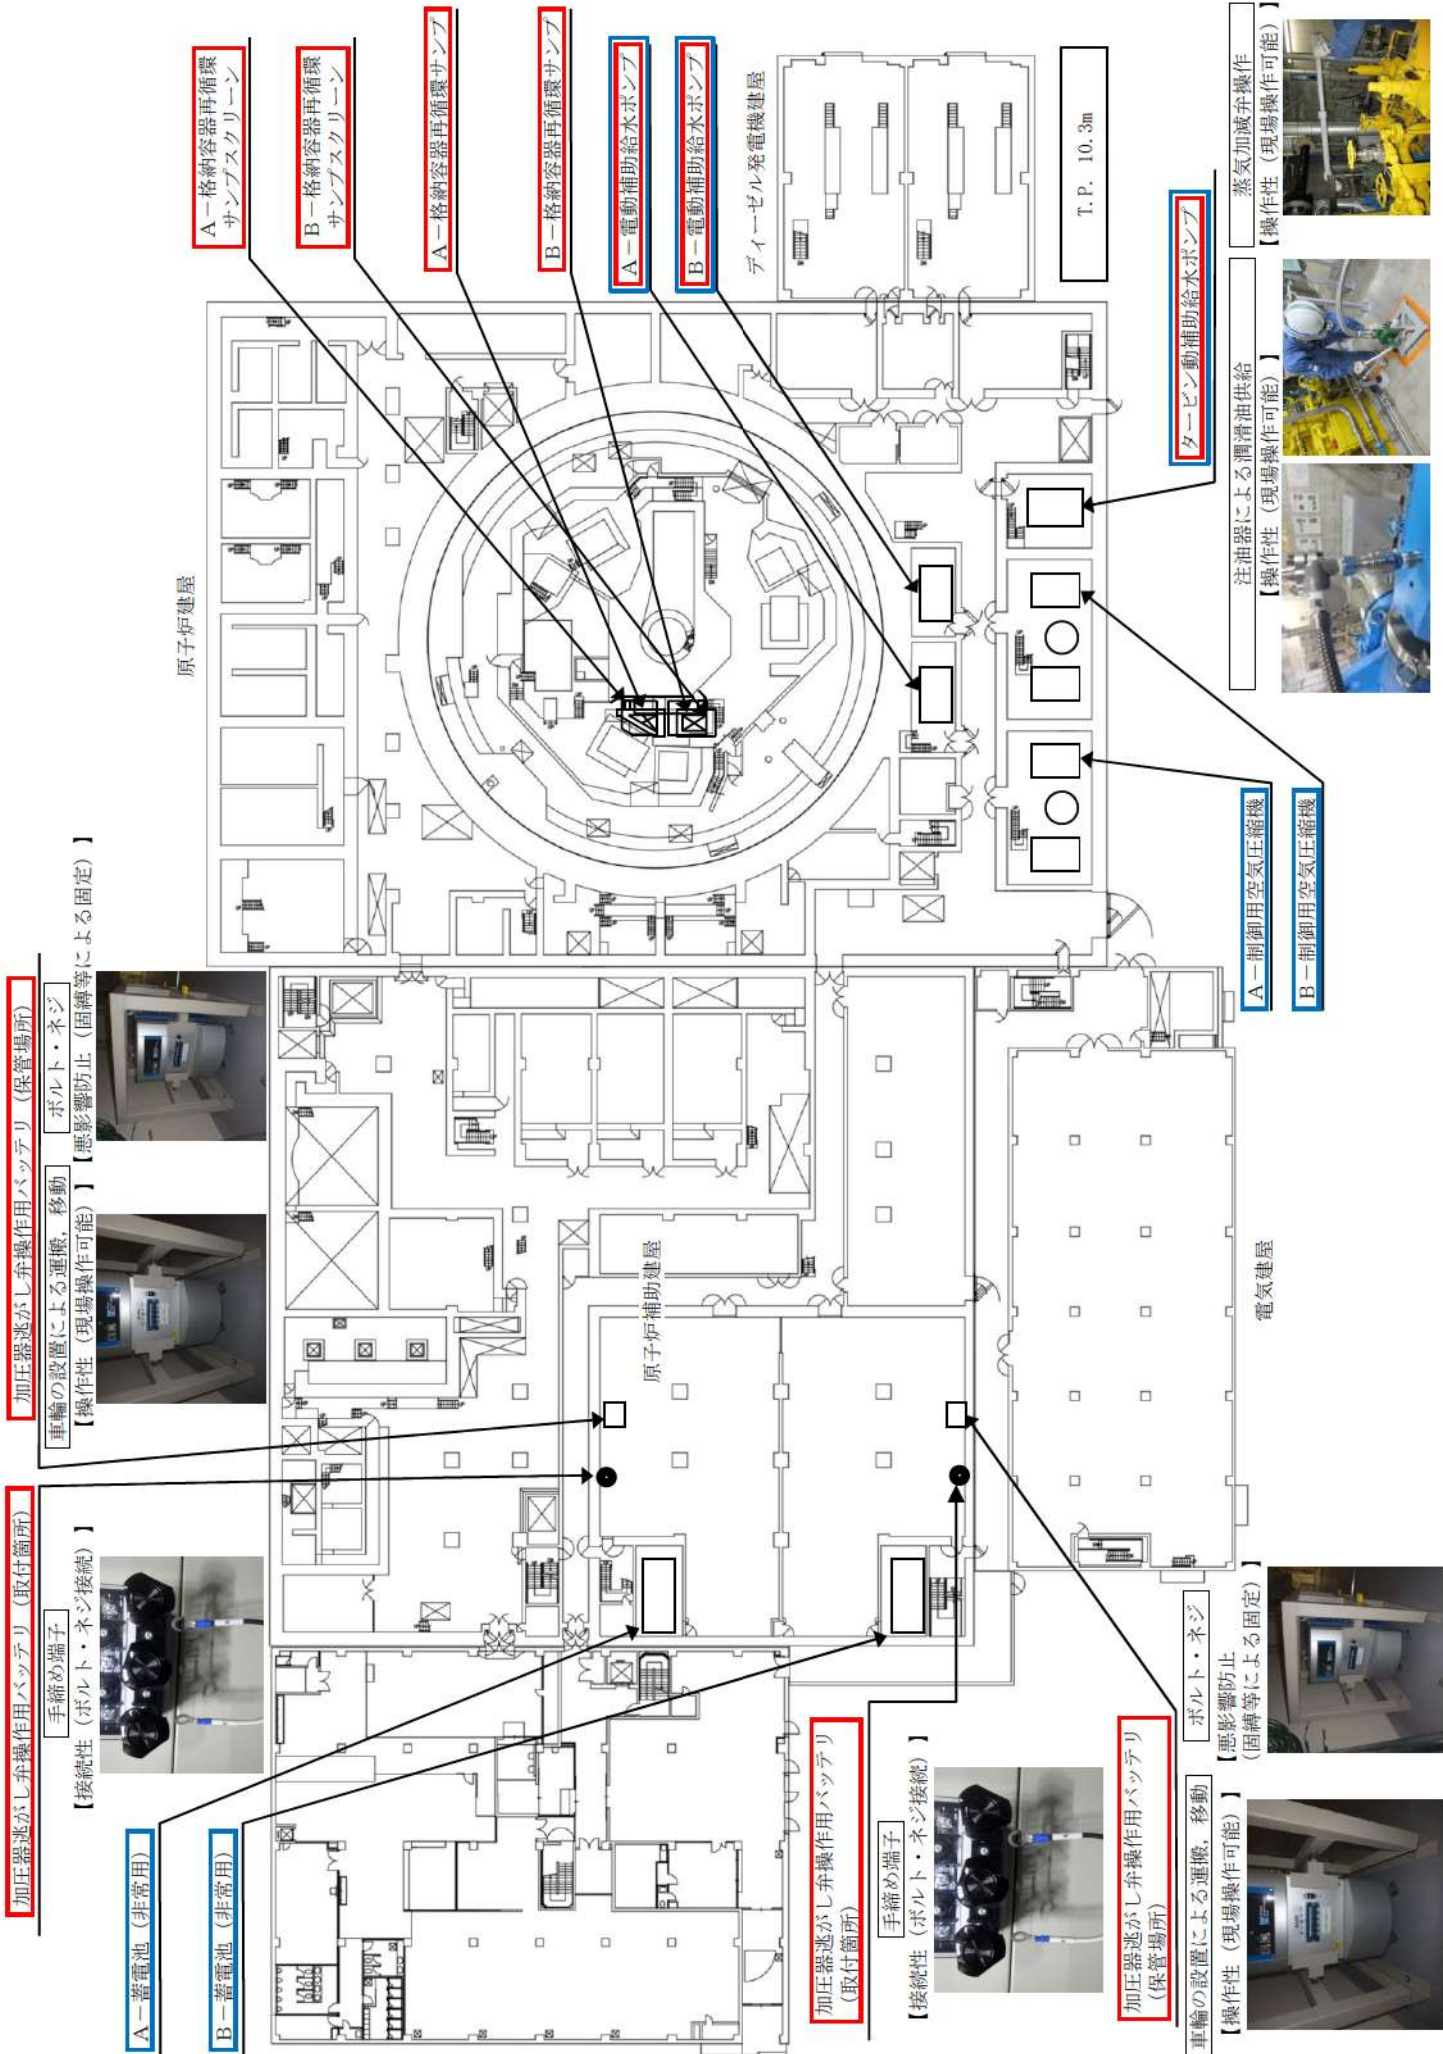 加圧器逃がし弁操作用バッテリ（取付箇所）
手締め端子
【接続性（ボルト・ネジ接続）】
加圧器逃がし弁操作用バッテリ（保管場所）
車輪の設置による運搬，移動
【操作性（現場操作可能）】
ボルト・ネジ
【悪影響防止（固縛等による固定）】
A－蓄電池（非常用）
B－蓄電池（非常用）
原子炉建屋
A－格納容器再循環
サンプスクリーン
B－格納容器再循環
サンプスクリーン
A－格納容器再循環サンプ
B－格納容器再循環サンプ
A－電動補助給水ポンプ
B－電動補助給水ポンプ
ディーゼル発電機建屋
T.P. 10.3m
原子炉補助建屋
加圧器逃がし弁操作用バッテリ
（取付箇所）
手締め端子
【接続性（ボルト・ネジ接続）】
加圧器逃がし弁操作用バッテリ
（保管場所）
車輪の設置による運搬，移動
【操作性（現場操作可能）】
ボルト・ネジ
【悪影響防止
（固縛等による固定）】
電気建屋
A－制御用空気圧縮機
B－制御用空気圧縮機
タービン動補助給水ポンプ
注油器による潤滑油供給
【操作性（現場操作可能）】
蒸気加減弁操作
【操作性（現場操作可能）】